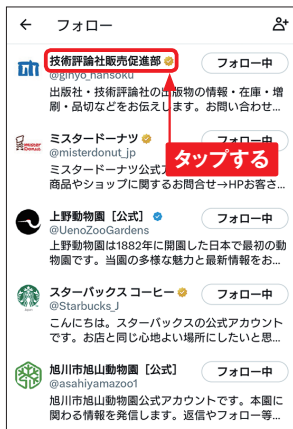 フォロー
技術評論社販売促進部
フォロー中
@gihyo_hansoku
出版社・技術評論社の出版物の情報・在庫・増
刷・品切などをお伝えします。お問い合わせ...
タップする
ミスタードーナツ
フォロー中
@misterdonut_jp
ミスタードーナツ公式ア
商品やショップに関するお問合せ→HPお客さ...
上野動物園［公式］
フォロー中
@UenoZooGardens
上野動物園は1882年に開園した日本で最初の動
物園です。当園の多様な魅力と最新情報をお...
スターバックス コーヒー
フォロー中
@Starbucks_J
こんにちは。スターバックスの公式アカウント
です。お店と同じ心地よい場所にしたいと思...
旭川市旭山動物園［公式］
フォロー中
@asahiyamazoo1
旭川市旭山動物園公式アカウントです。本園に
関わる情報を発信します。返信やフォロー等...